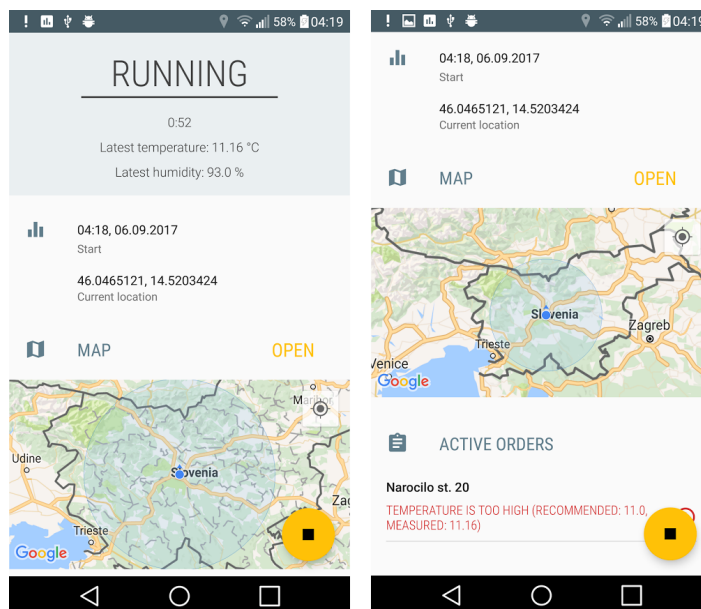 58% 04:19
RUNNING
0:52
Latest temperature: 11.16 °C
Latest humidity: 93.0 %
04:18, 06.09.2017
Start
46.0465121, 14.5203424
Current location
MAP OPEN
Maribor
Udine
Slovenia
Zag
Trieste
Google
58% 04:19
04:18, 06.09.2017
Start
46.0465121, 14.5203424
Current location
MAP OPEN
Slovenia
Zagreb
Trieste
Venice
Google
ACTIVE ORDERS
Narocilo st. 20
TEMPERATURE IS TOO HIGH (RECOMMENDED: 11.0,
MEASURED: 11.16)